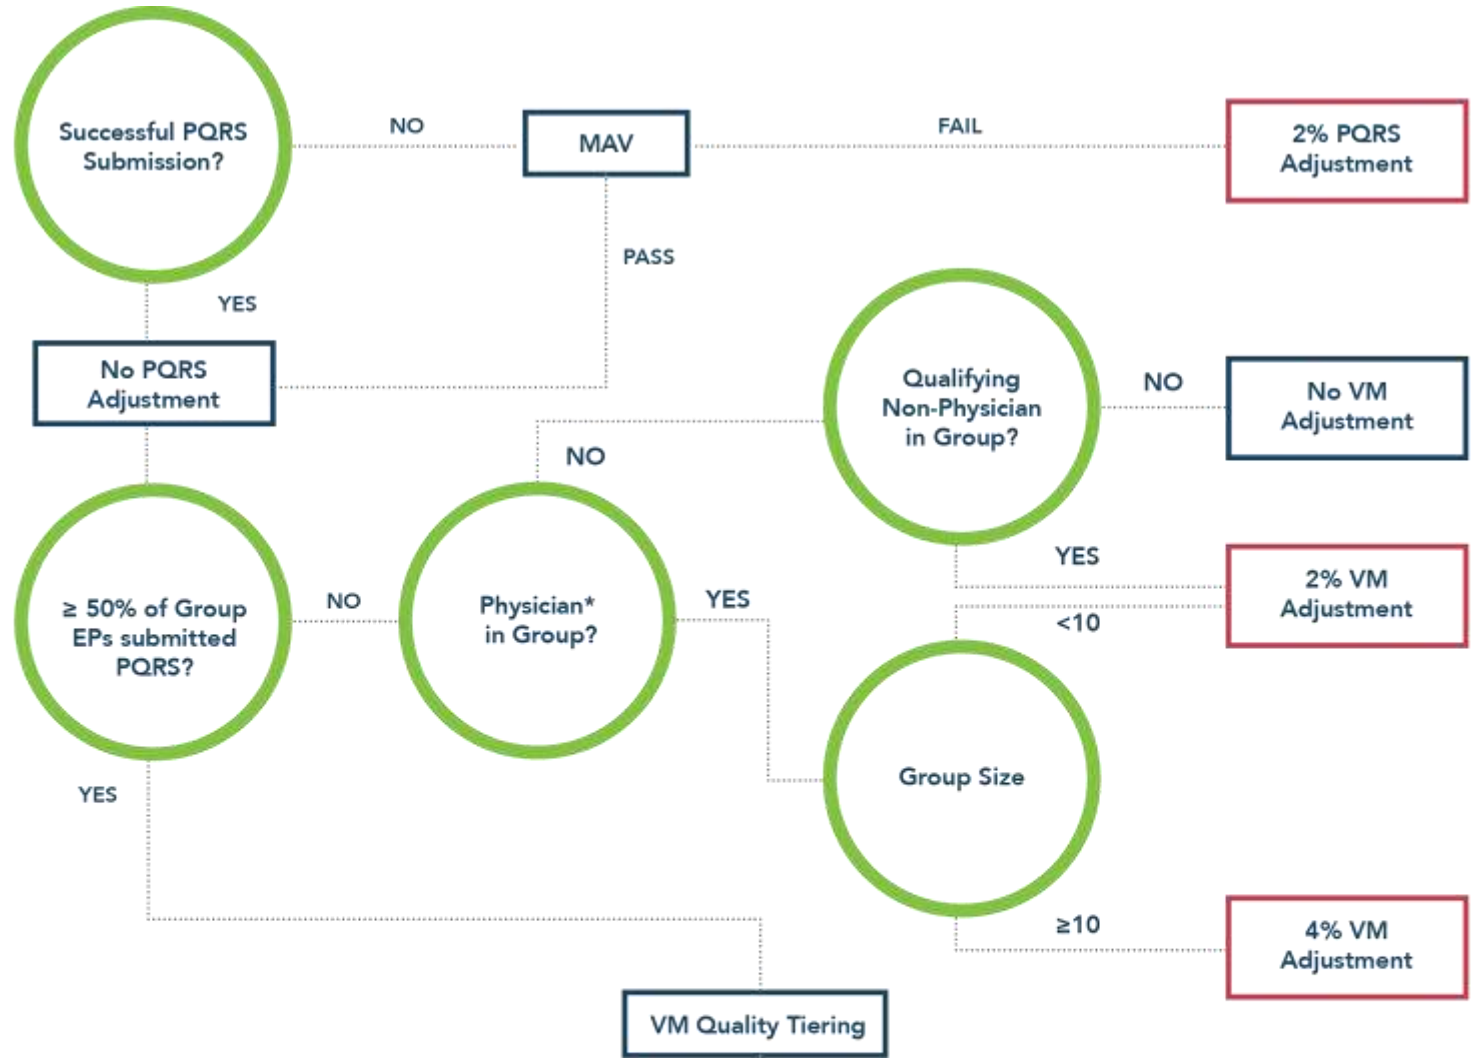 Successful PQRS
Submission?
NO
MAV
FAIL
2% PQRS
Adjustment
PASS
YES
No PQRS
Adjustment
Qualifying
Non-Physician
in Group?
NO
No VM
Adjustment
NO
YES
2% VM
Adjustment
≥ 50% of Group
EPs submitted
PQRS?
NO
Physician*
in Group?
YES
<10
Group Size
YES
≥10
4% VM
Adjustment
VM Quality Tiering